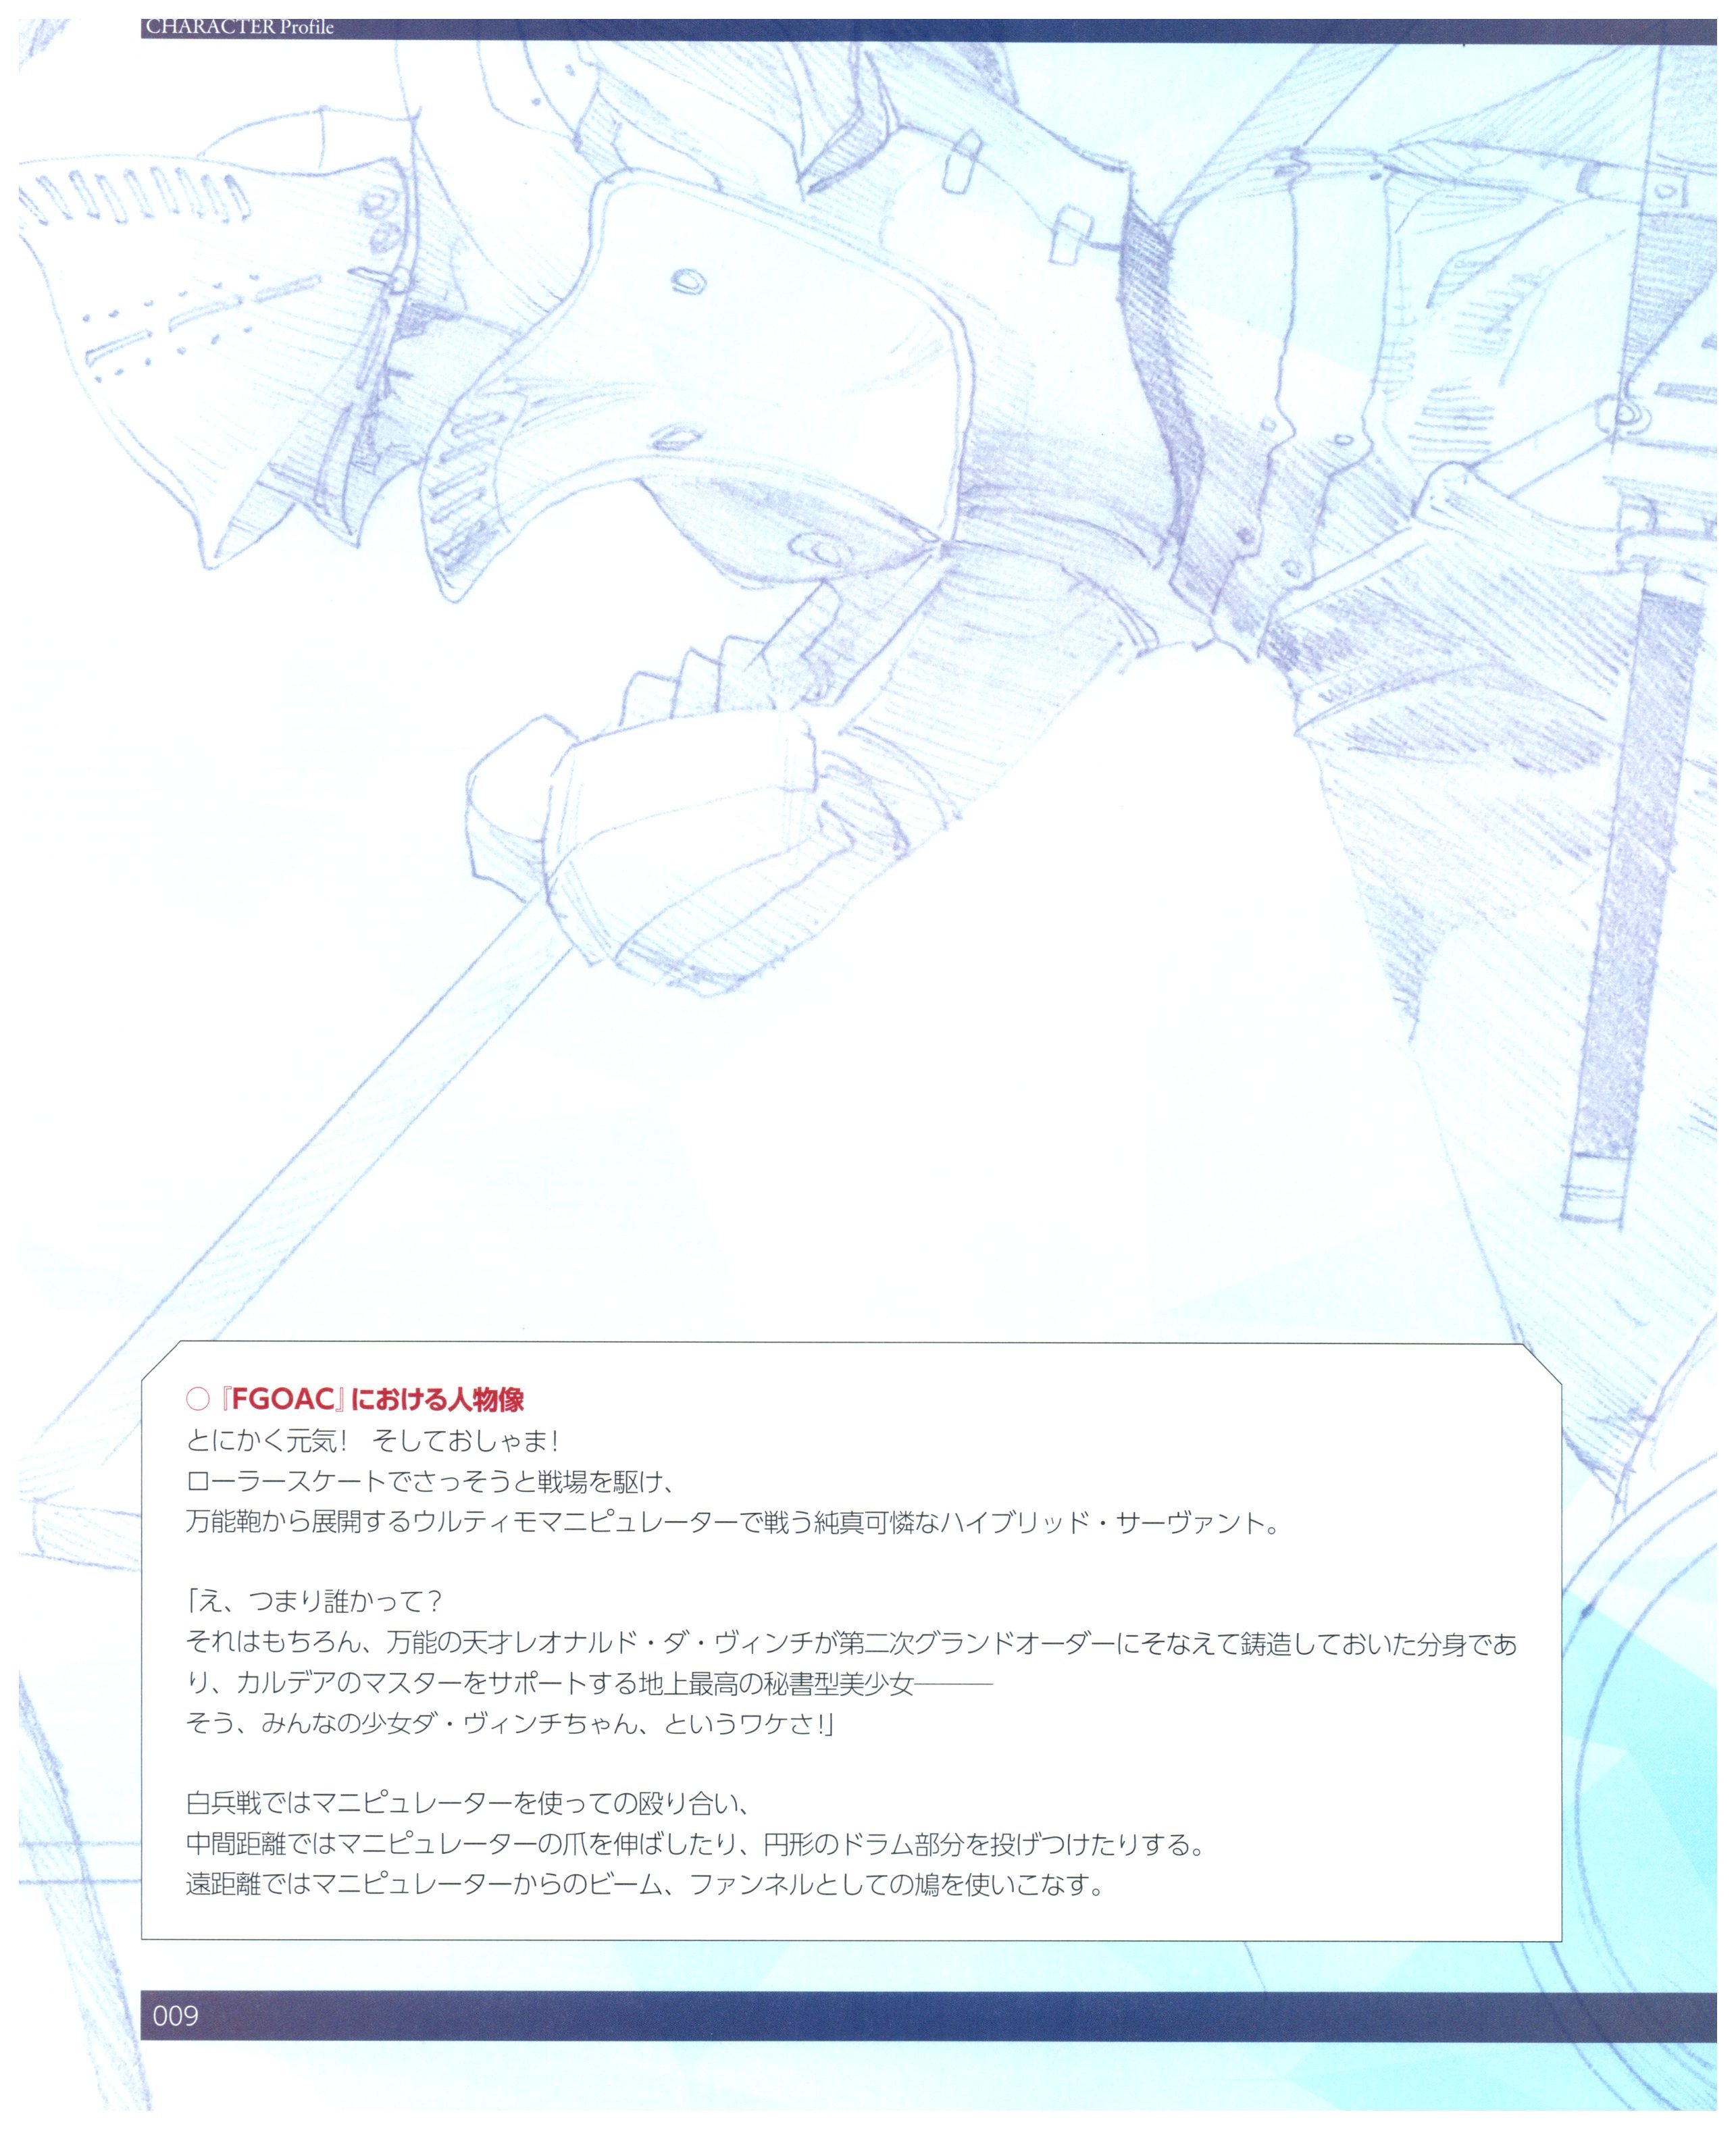 CHARACTER Profile
○『FGOAC』における人物像
とにかく元気！ そしておしゃま！
ローラースケートでさっそうと戦場を駆け、
万能鞄から展開するウルティモマニピュレーターで戦う純真可憐なハイブリッド・サーヴァント。
「え、つまり誰かって？
それはもちろん、万能の天才レオナルド・ダ・ヴィンチが第二次グランドオーダーにそなえて鋳造しておいた分身であ
り、カルデアのマスターをサポートする地上最高の秘書型美少女―――
そう、みんなの少女ダ・ヴィンチちゃん、というワケさ！」
白兵戦ではマニピュレーターを使っての殴り合い、
中間距離ではマニピュレーターの爪を伸ばしたり、円形のドラム部分を投げつけたりする。
遠距離ではマニピュレーターからのビーム、ファンネルとしての鳩を使いこなす。
009